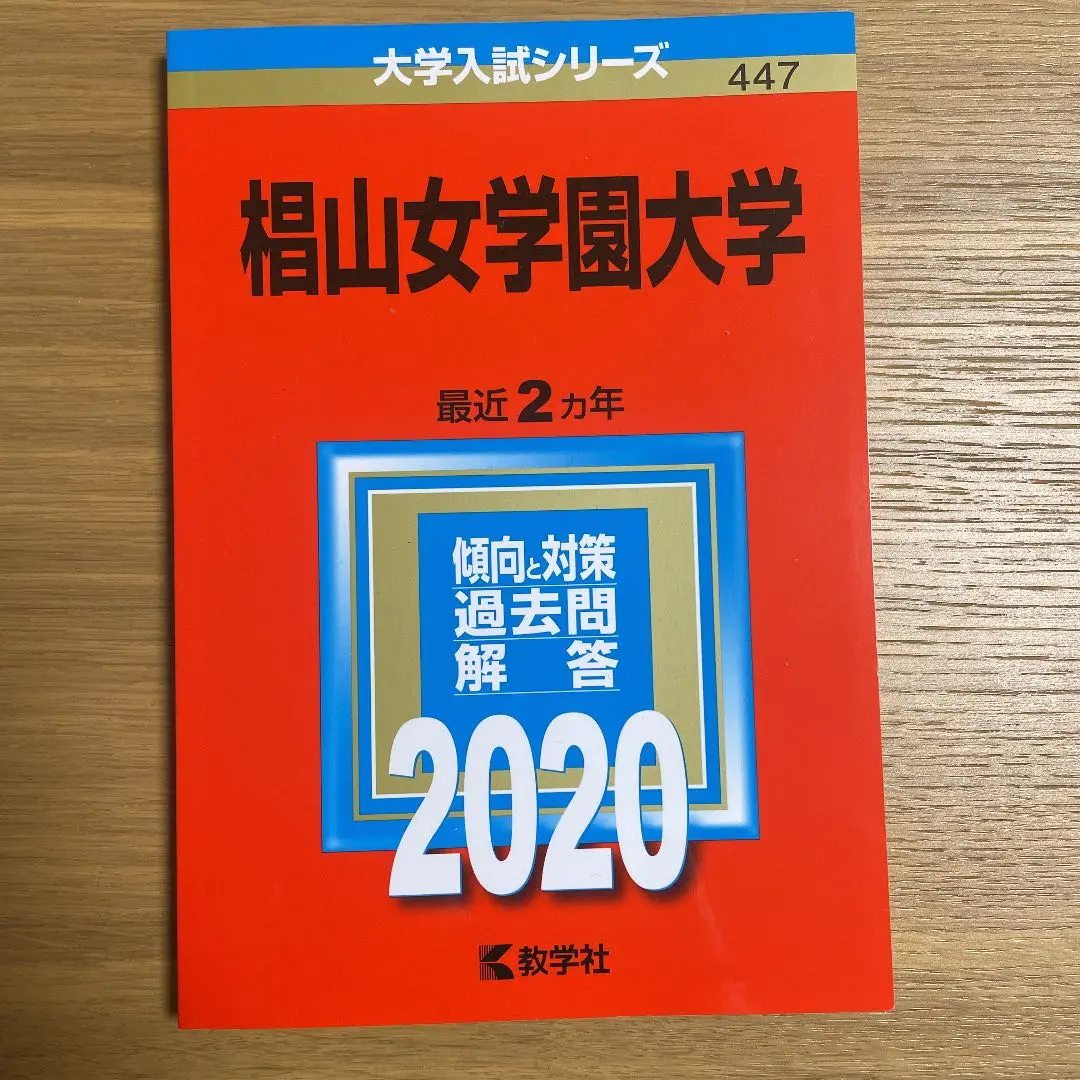 大学入試シリーズ
447
椙山女学園大学
最近2カ年
傾向と対策
過去問
解答
2020
教学社